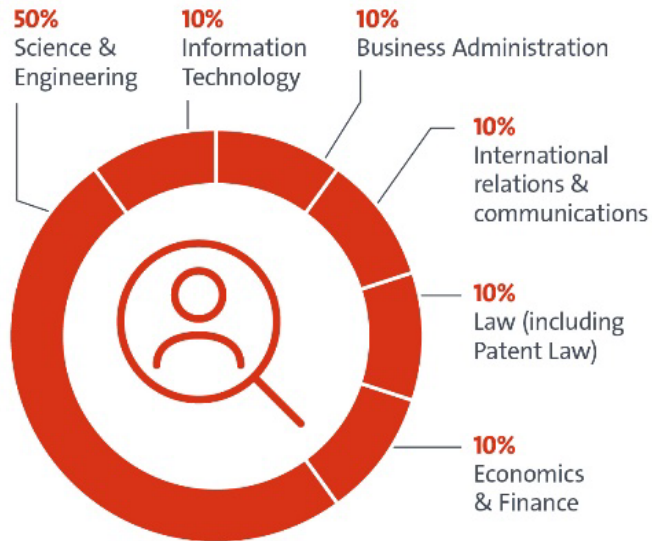 50%
Science &
Engineering
10%
Information
Technology
10%
Business Administration
10%
International
relations &
communications
10%
Law (including
Patent Law)
10%
Economics
& Finance